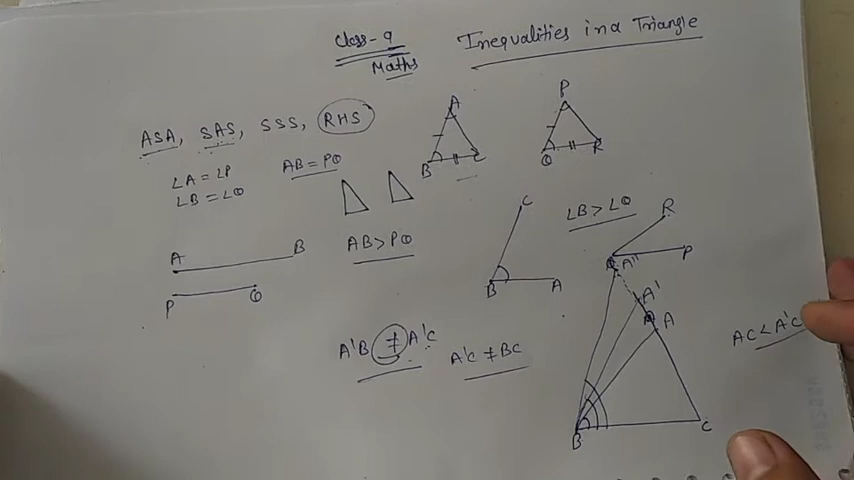 Class-9
Maths
Inequalities in a Triangle
ASA, SAS, SSS, RHS
∠A = ∠P
∠B = ∠Q
AB = PQ
A
B
C
P
Q
R
A
B
P
Q
AB > PQ
C
B
A
∠B > ∠Q
R
P
Q
A''
A'
A
B
C
A'B ≠ A'C
A'C ≠ BC
AC < A'C